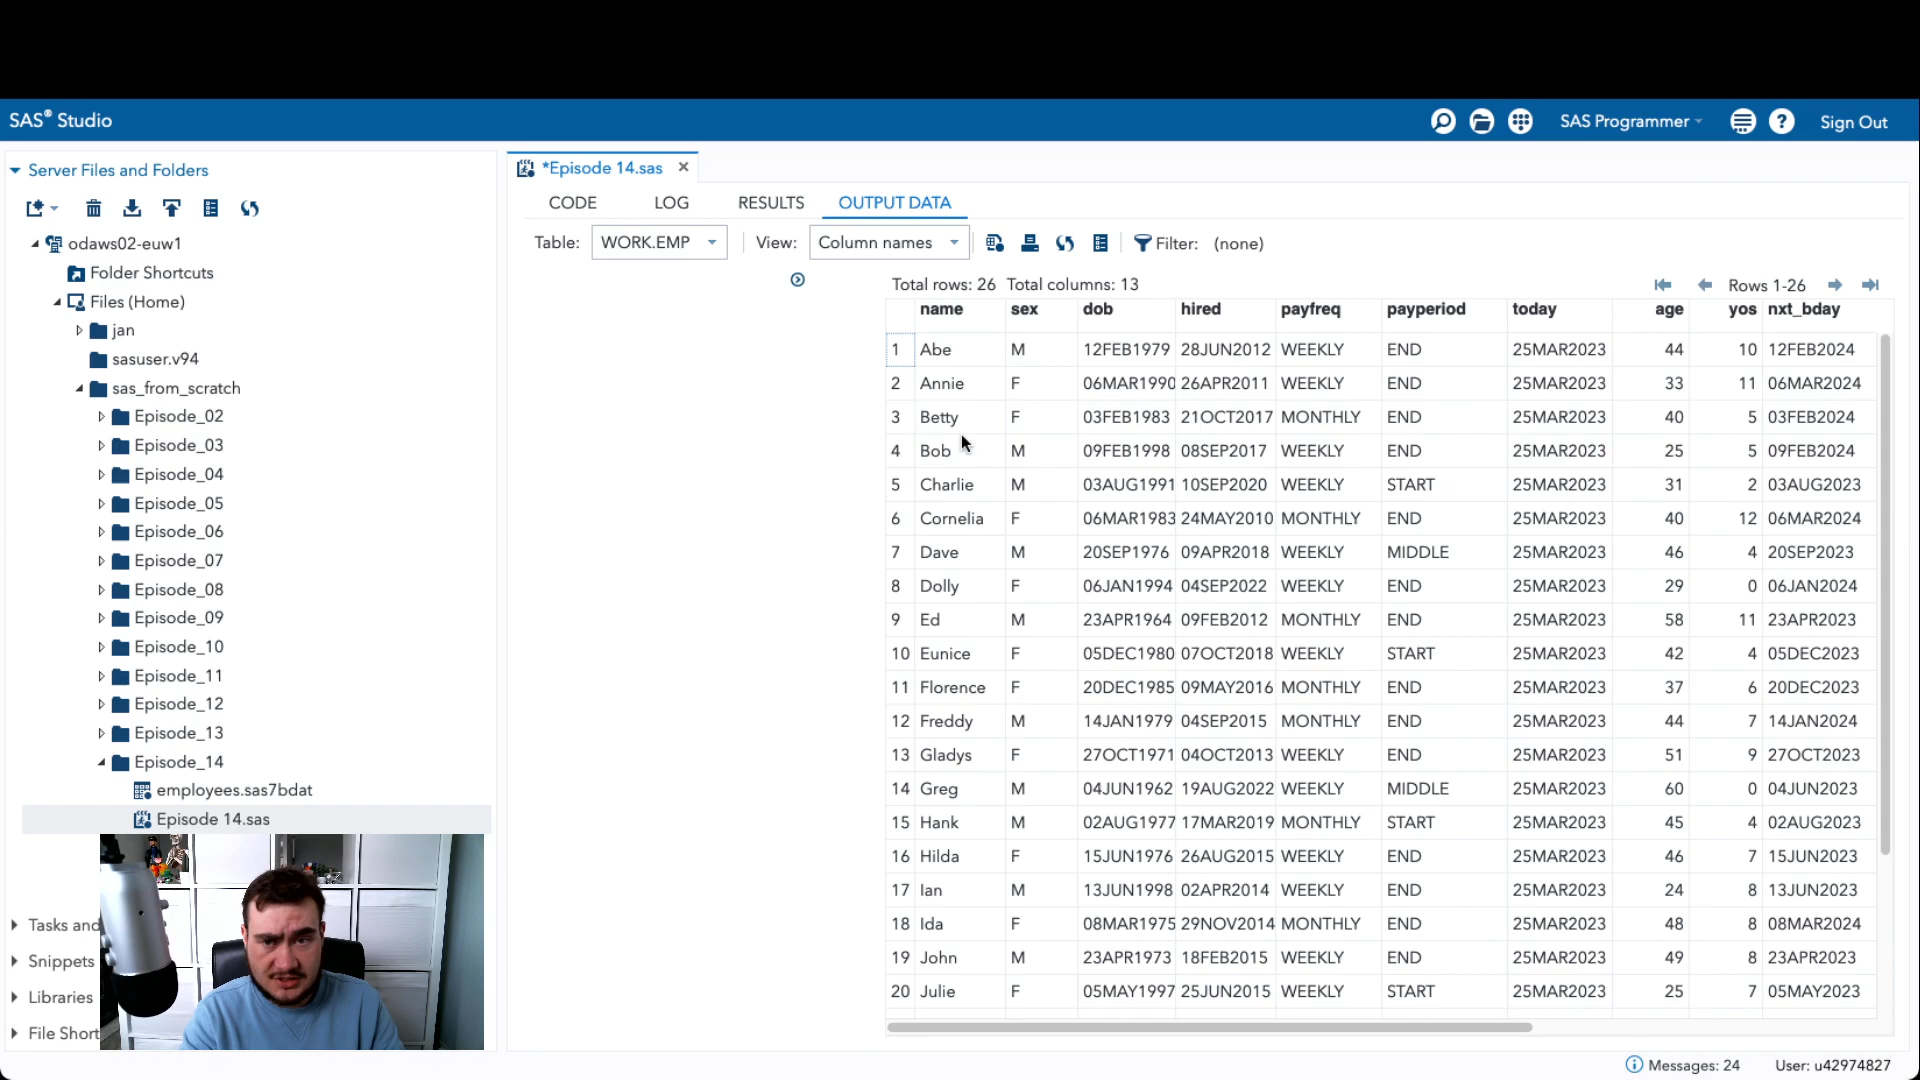 SAS® Studio
SAS Programmer
Sign Out
Server Files and Folders
odaws02-euw1
Folder Shortcuts
Files (Home)
jan
sasuser.v94
sas_from_scratch
Episode_02
Episode_03
Episode_04
Episode_05
Episode_06
Episode_07
Episode_08
Episode_09
Episode_10
Episode_11
Episode_12
Episode_13
Episode_14
employees.sas7bdat
Episode 14.sas
Tasks and
Snippets
Libraries
File Short
*Episode 14.sas
CODE LOG RESULTS OUTPUT DATA
Table: WORK.EMP View: Column names Filter: (none)
Total rows: 26 Total columns: 13 Rows 1-26
name sex dob hired payfreq payperiod today age yos nxt_bday
1 Abe M 12FEB1979 28JUN2012 WEEKLY END 25MAR2023 44 10 12FEB2024
2 Annie F 06MAR1990 26APR2011 WEEKLY END 25MAR2023 33 11 06MAR2024
3 Betty F 03FEB1983 21OCT2017 MONTHLY END 25MAR2023 40 5 03FEB2024
4 Bob M 09FEB1998 08SEP2017 WEEKLY END 25MAR2023 25 5 09FEB2024
5 Charlie M 03AUG1991 10SEP2020 WEEKLY START 25MAR2023 31 2 03AUG2023
6 Cornelia F 06MAR1983 24MAY2010 MONTHLY END 25MAR2023 40 12 06MAR2024
7 Dave M 20SEP1976 09APR2018 WEEKLY MIDDLE 25MAR2023 46 4 20SEP2023
8 Dolly F 06JAN1994 04SEP2022 WEEKLY END 25MAR2023 29 0 06JAN2024
9 Ed M 23APR1964 09FEB2012 MONTHLY END 25MAR2023 58 11 23APR2023
10 Eunice F 05DEC1980 07OCT2018 WEEKLY START 25MAR2023 42 4 05DEC2023
11 Florence F 20DEC1985 09MAY2016 MONTHLY END 25MAR2023 37 6 20DEC2023
12 Freddy M 14JAN1979 04SEP2015 MONTHLY END 25MAR2023 44 7 14JAN2024
13 Gladys F 27OCT1971 04OCT2013 WEEKLY END 25MAR2023 51 9 27OCT2023
14 Greg M 04JUN1962 19AUG2022 WEEKLY MIDDLE 25MAR2023 60 0 04JUN2023
15 Hank M 02AUG1977 17MAR2019 MONTHLY START 25MAR2023 45 4 02AUG2023
16 Hilda F 15JUN1976 26AUG2015 WEEKLY END 25MAR2023 46 7 15JUN2023
17 Ian M 13JUN1998 02APR2014 WEEKLY END 25MAR2023 24 8 13JUN2023
18 Ida F 08MAR1975 29NOV2014 MONTHLY END 25MAR2023 48 8 08MAR2024
19 John M 23APR1973 18FEB2015 WEEKLY END 25MAR2023 49 8 23APR2023
20 Julie F 05MAY1997 25JUN2015 WEEKLY START 25MAR2023 25 7 05MAY2023
Messages: 24 User: u42974827